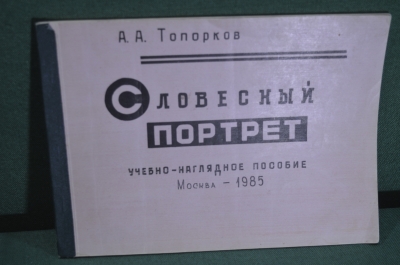 А. А. Топорков
СЛОВЕСНЫЙ
ПОРТРЕТ
УЧЕБНО-НАГЛЯДНОЕ ПОСОБИЕ
Москва - 1985